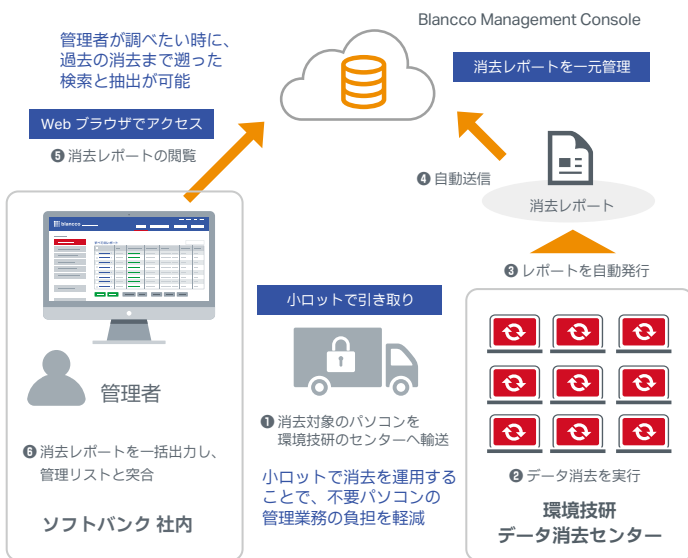 Blancco Management Console
管理者が調べたい時に、
過去の消去まで遡った
検索と抽出が可能
消去レポートを一元管理
Web ブラウザでアクセス
❺ 消去レポートの閲覧
❹ 自動送信
消去レポート
❸ レポートを自動発行
blancco
小ロットで引き取り
管理者
❶ 消去対象のパソコンを
環境技研のセンターへ輸送
❻ 消去レポートを一括出力し、
管理リストと突合
❷ データ消去を実行
小ロットで消去を運用する
ことで、不要パソコンの
管理業務の負担を軽減
ソフトバンク 社内
環境技研
データ消去センター